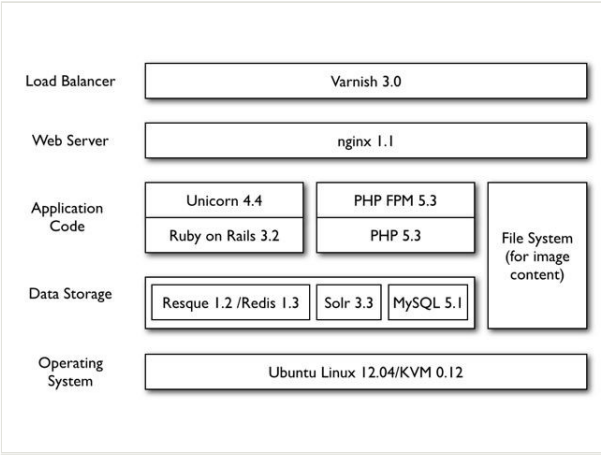 Load Balancer
Varnish 3.0
Web Server
nginx 1.1
Application
Code
Unicorn 4.4
Ruby on Rails 3.2
PHP FPM 5.3
PHP 5.3
File System
(for image
content)
Data Storage
Resque 1.2 /Redis 1.3
Solr 3.3
MySQL 5.1
Operating
System
Ubuntu Linux 12.04/KVM 0.12